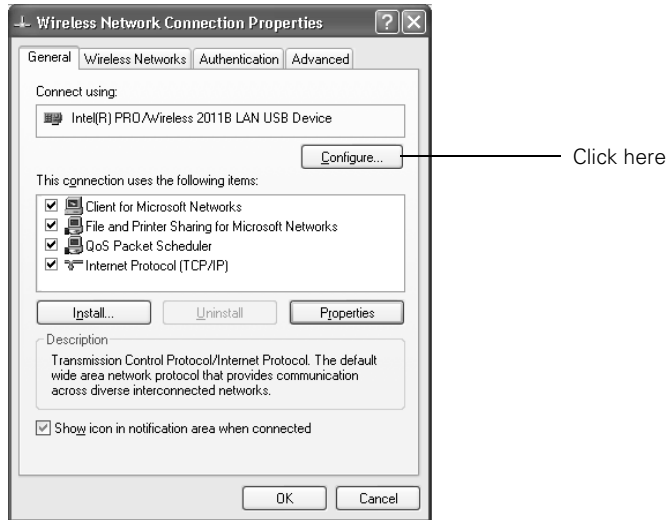 Wireless Network Connection Properties
General Wireless Networks Authentication Advanced
Connect using:
Intel(R) PRO/Wireless 2011B LAN USB Device
Configure...
Click here
This connection uses the following items:
Client for Microsoft Networks
File and Printer Sharing for Microsoft Networks
QoS Packet Scheduler
Internet Protocol (TCP/IP)
Install... Uninstall Properties
Description
Transmission Control Protocol/Internet Protocol. The default
wide area network protocol that provides communication
across diverse interconnected networks.
Show icon in notification area when connected
OK Cancel